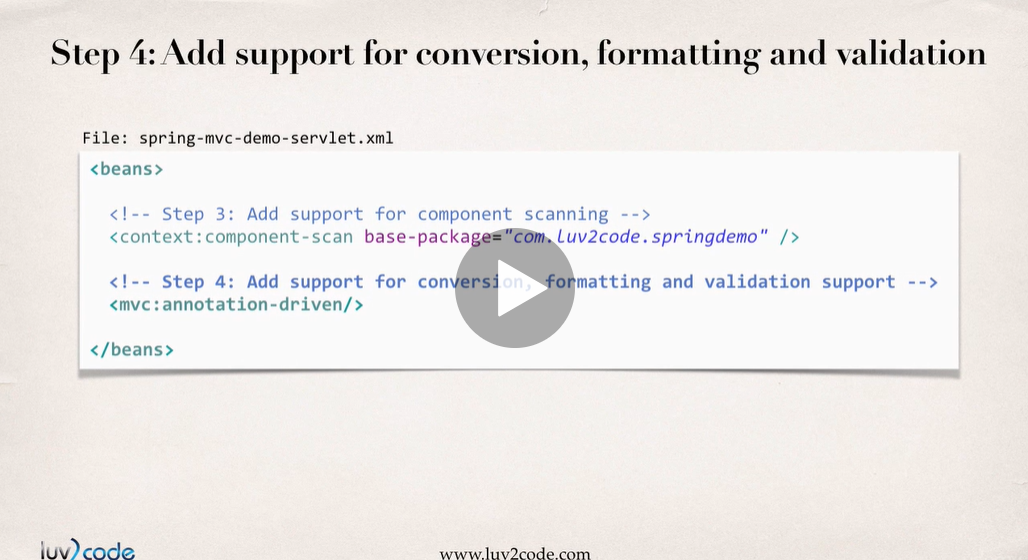 Step 4: Add support for conversion, formatting and validation
File: spring-mvc-demo-servlet.xml
<beans>
<!-- Step 3: Add support for component scanning -->
<context:component-scan base-package="com.luv2code.springdemo" />
<!-- Step 4: Add support for conversion, formatting and validation support -->
<mvc:annotation-driven/>
</beans>
luv2code
www.luv2code.com